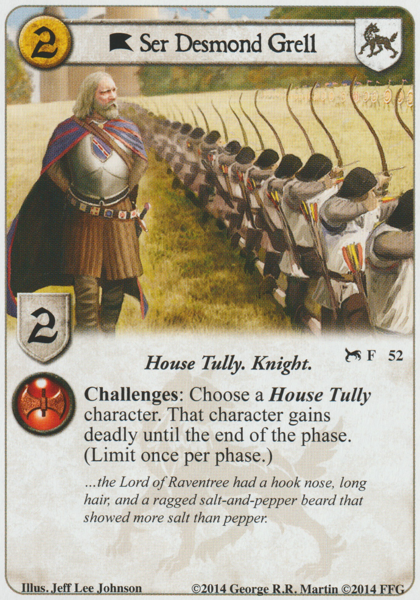 2
Ser Desmond Grell
2
House Tully. Knight.
F 52
Challenges: Choose a House Tully
character. That character gains
deadly until the end of the phase.
(Limit once per phase.)
...the Lord of Raventree had a hook nose, long
hair, and a ragged salt-and-pepper beard that
showed more salt than pepper.
Illus. Jeff Lee Johnson
©2014 George R.R. Martin ©2014 FFG